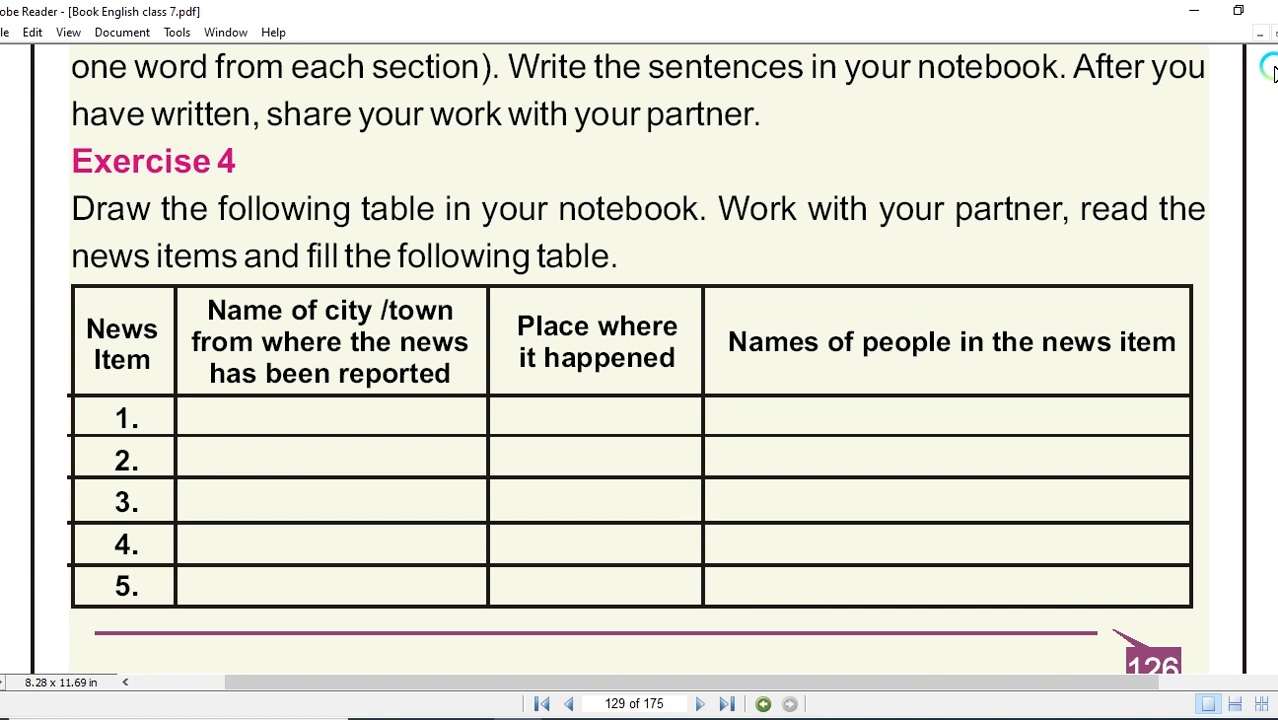 obe Reader - [Book English class 7.pdf]
le Edit View Document Tools Window Help
one word from each section). Write the sentences in your notebook. After you
have written, share your work with your partner.
Exercise 4
Draw the following table in your notebook. Work with your partner, read the
news items and fill the following table.
News Item
Name of city /town from where the news has been reported
Place where it happened
Names of people in the news item
1.
2.
3.
4.
5.
126
8.28 x 11.69 in
129 of 175